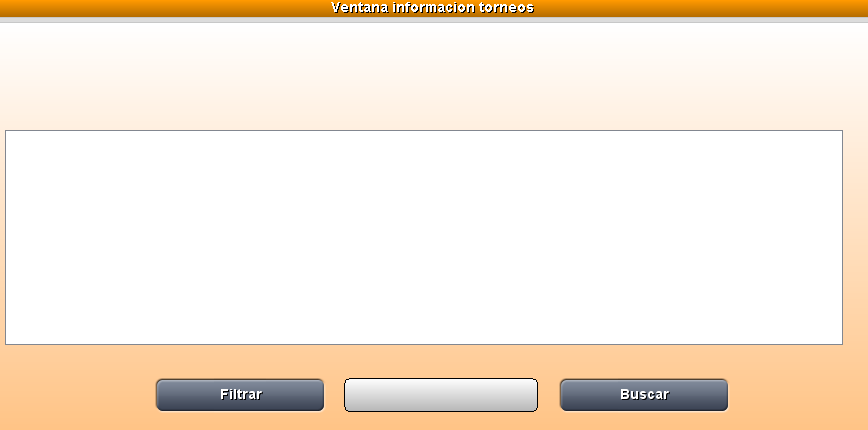 Ventana informacion torneos
Filtrar
Buscar